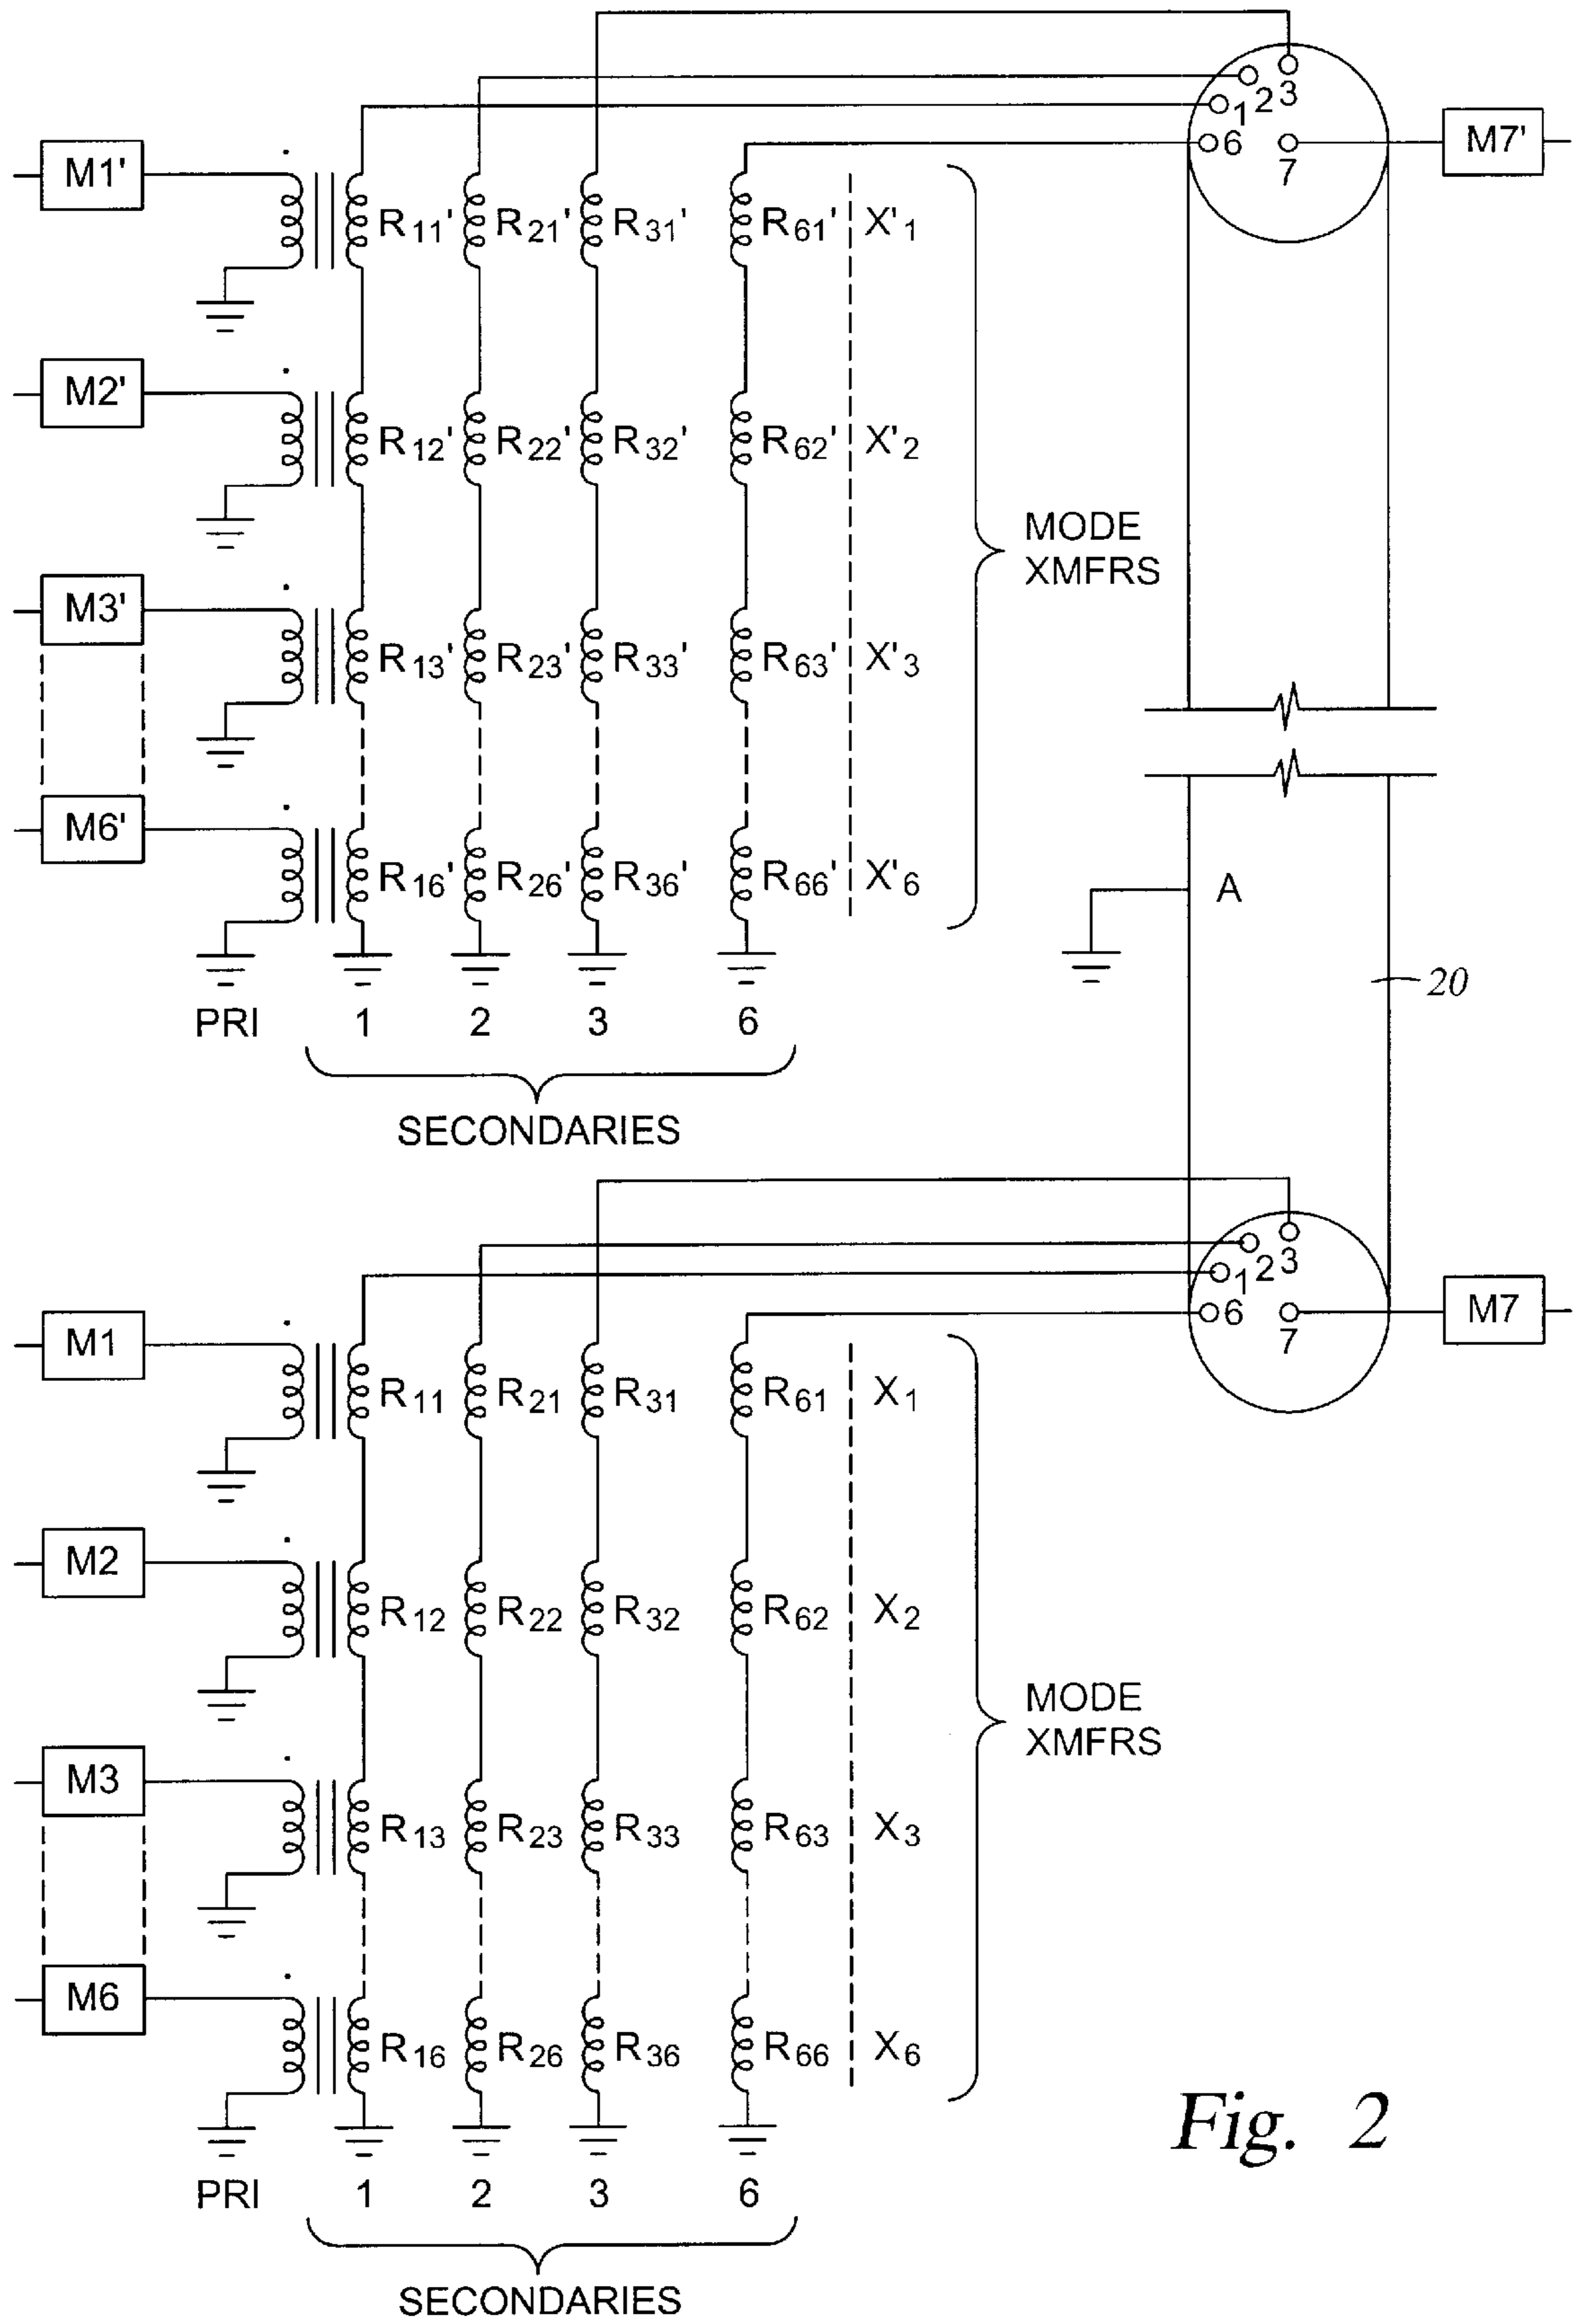 3
2
1
6
7
M7'
M1'
R11' R21' R31' R61' X'1
M2'
R12' R22' R32' R62' X'2
MODE
XMFRS
M3'
R13' R23' R33' R63' X'3
M6'
R16' R26' R36' R66' X'6
A
20
PRI 1 2 3 6
SECONDARIES
3
2
1
6
7
M7
M1
R11 R21 R31 R61 X1
M2
R12 R22 R32 R62 X2
MODE
XMFRS
M3
R13 R23 R33 R63 X3
M6
R16 R26 R36 R66 X6
Fig. 2
PRI 1 2 3 6
SECONDARIES